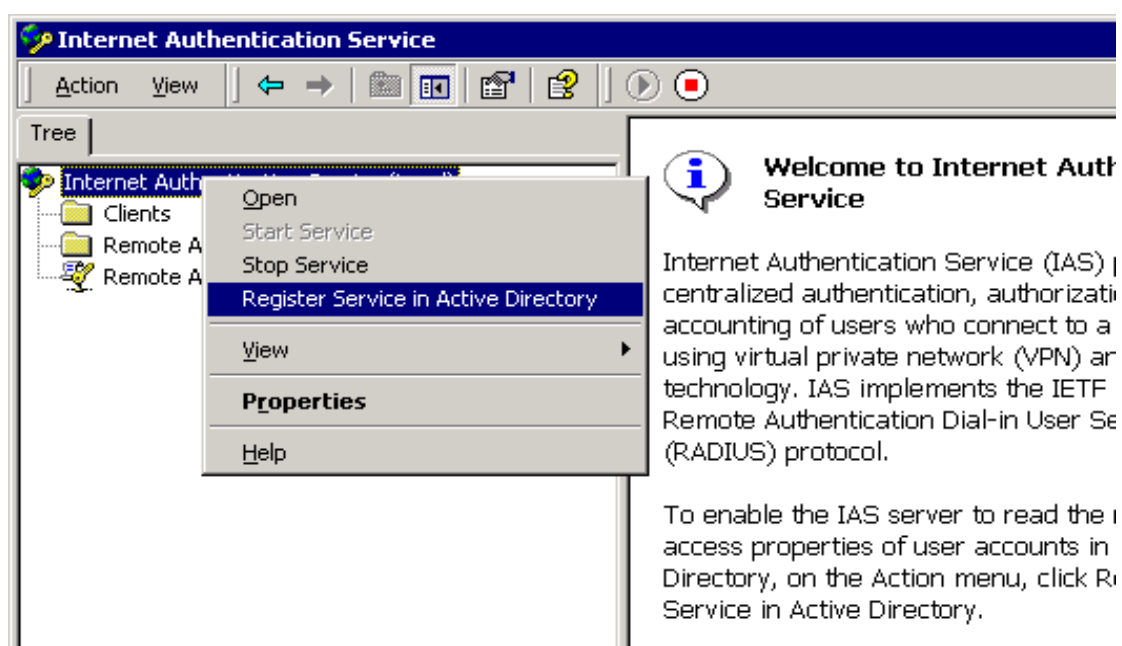 Internet Authentication Service
Action View
Tree
Internet Auth
Clients
Remote A
Remote A
Open
Start Service
Stop Service
Register Service in Active Directory
View
Properties
Help
Welcome to Internet Auth
Service
Internet Authentication Service (IAS) p
centralized authentication, authorizati
accounting of users who connect to a
using virtual private network (VPN) an
technology. IAS implements the IETF
Remote Authentication Dial-in User Se
(RADIUS) protocol.
To enable the IAS server to read the
access properties of user accounts in
Directory, on the Action menu, click Re
Service in Active Directory.